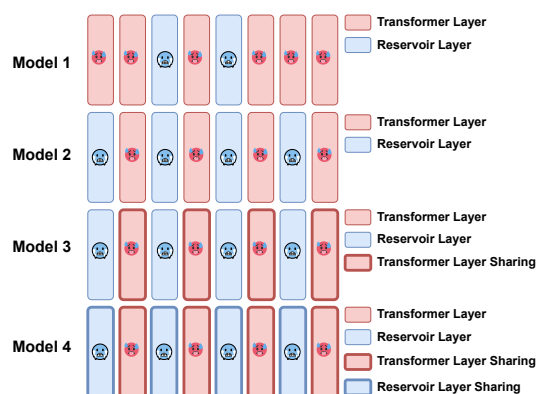 Model 1
Transformer Layer
Reservoir Layer
Model 2
Transformer Layer
Reservoir Layer
Model 3
Transformer Layer
Reservoir Layer
Transformer Layer Sharing
Model 4
Transformer Layer
Reservoir Layer
Transformer Layer Sharing
Reservoir Layer Sharing